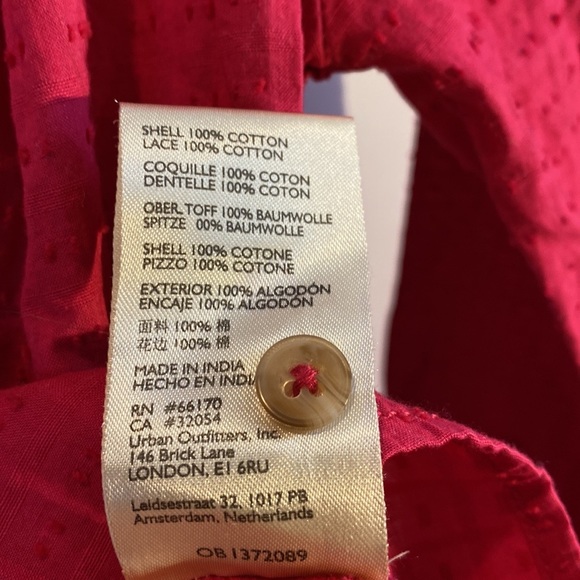 SHELL 100% COTTON
LACE 100% COTTON
COQUILLE 100% COTON
DENTELLE 100% COTON
OBER.TOFF 100% BAUMWOLLE
SPITZE 00% BAUMWOLLE
SHELL 100% COTONE
PIZZO 100% COTONE
EXTERIOR 100% ALGODÓN
ENCAJE 100% ALGODÓN
面料 100% 棉
花边 100% 棉
MADE IN INDIA
HECHO EN INDI
RN #66170
CA #32054
Urban Outfitters, Inc.
146 Brick Lane
LONDON, E1 6RU
Leidsestraat 32, 1017 PB
Amsterdam, Netherlands
OB1372089